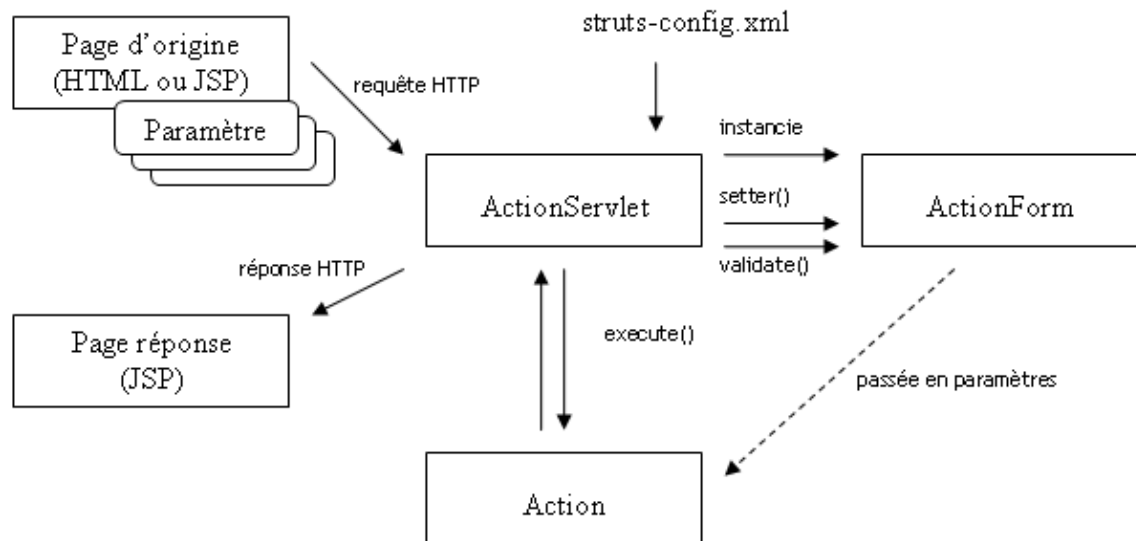 Page d'origine
(HTML ou JSP)
Paramètre
requête HTTP
struts-config.xml
instancie
ActionServlet
setter()
ActionForm
validate()
réponse HTTP
Page réponse
(JSP)
execute()
passée en paramètres
Action